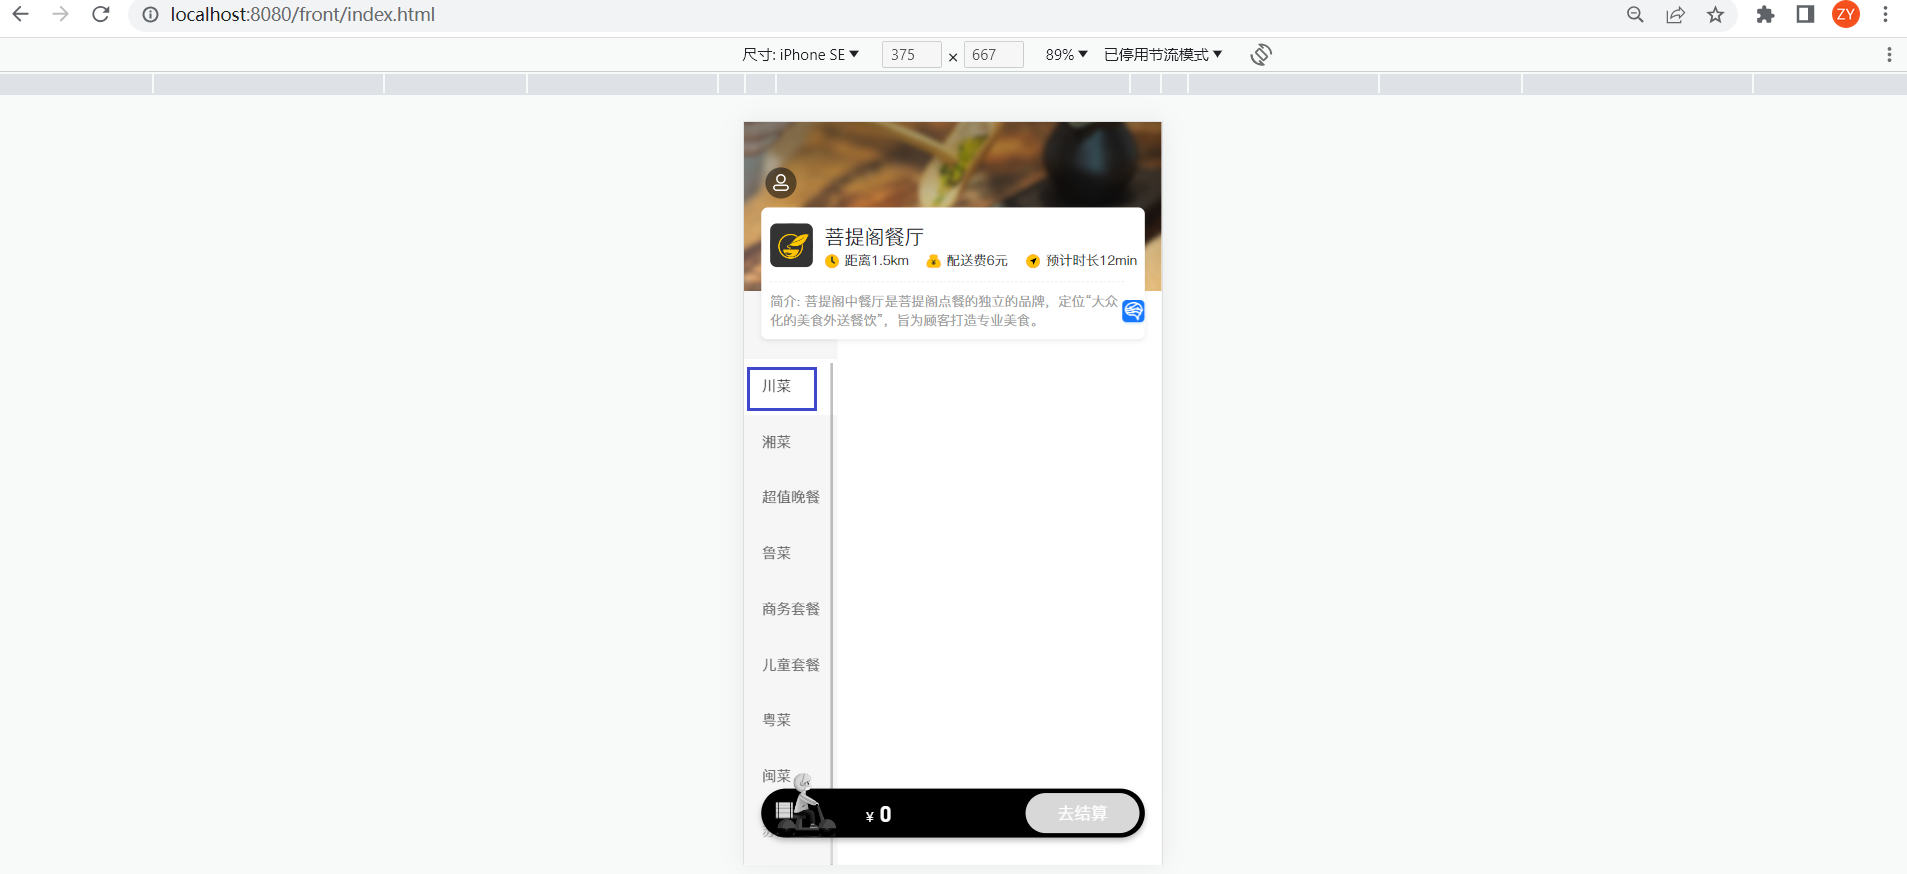 localhost:8080/front/index.html
ZY
尺寸: iPhone SE
375 × 667
89%
已停用节流模式
菩提阁餐厅
距离1.5km
配送费6元
预计时长12min
简介: 菩提阁中餐厅是菩提阁点餐的独立的品牌，定位“大众
化的美食外送餐饮”，旨为顾客打造专业美食。
川菜
湘菜
超值晚餐
鲁菜
商务套餐
儿童套餐
粤菜
闽菜
¥ 0
去结算